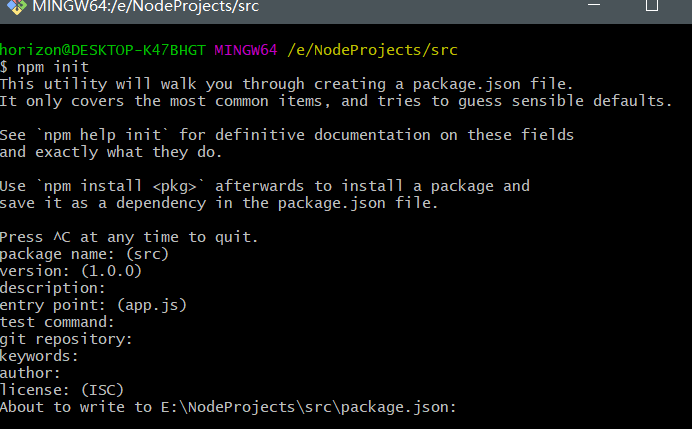 MINGW64:/e/NodeProjects/src
horizon@DESKTOP-K47BHGT MINGW64 /e/NodeProjects/src
$ npm init
This utility will walk you through creating a package.json file.
It only covers the most common items, and tries to guess sensible defaults.
See `npm help init` for definitive documentation on these fields
and exactly what they do.
Use `npm install <pkg>` afterwards to install a package and
save it as a dependency in the package.json file.
Press ^C at any time to quit.
package name: (src)
version: (1.0.0)
description:
entry point: (app.js)
test command:
git repository:
keywords:
author:
license: (ISC)
About to write to E:\NodeProjects\src\package.json: